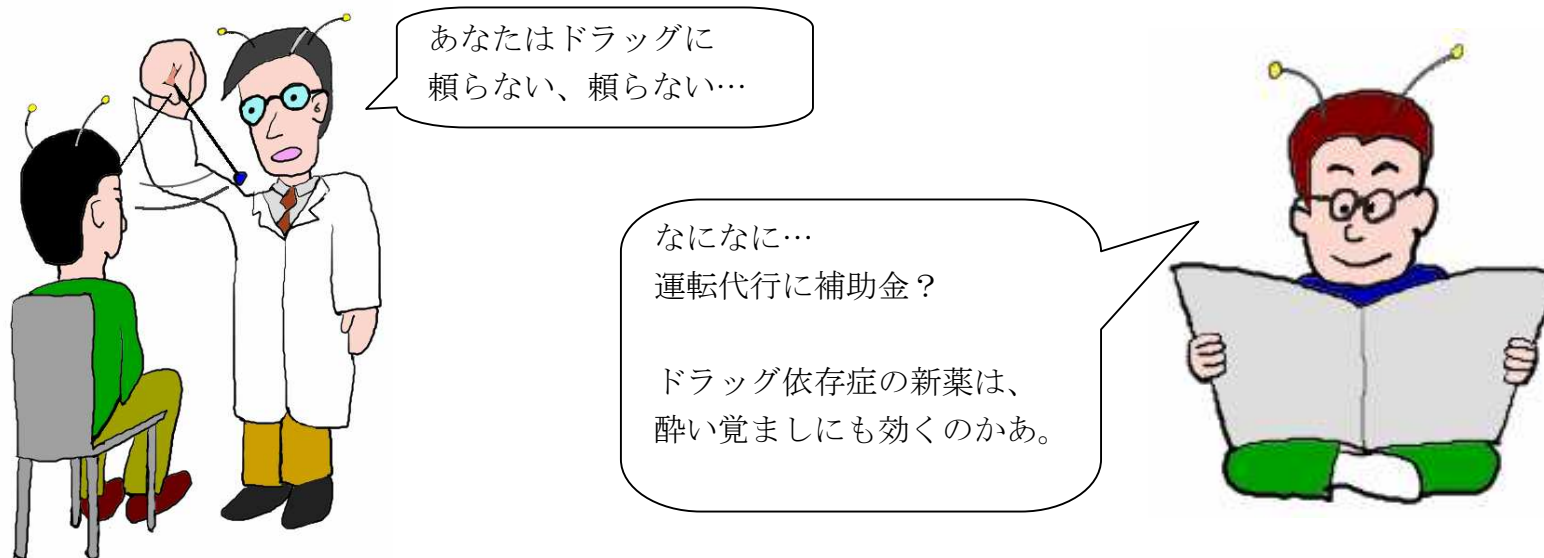 あなたはドラッグに
頼らない、頼らない…
なになに…
運転代行に補助金？
ドラッグ依存症の新薬は、
酔い覚ましにも効くのかあ。